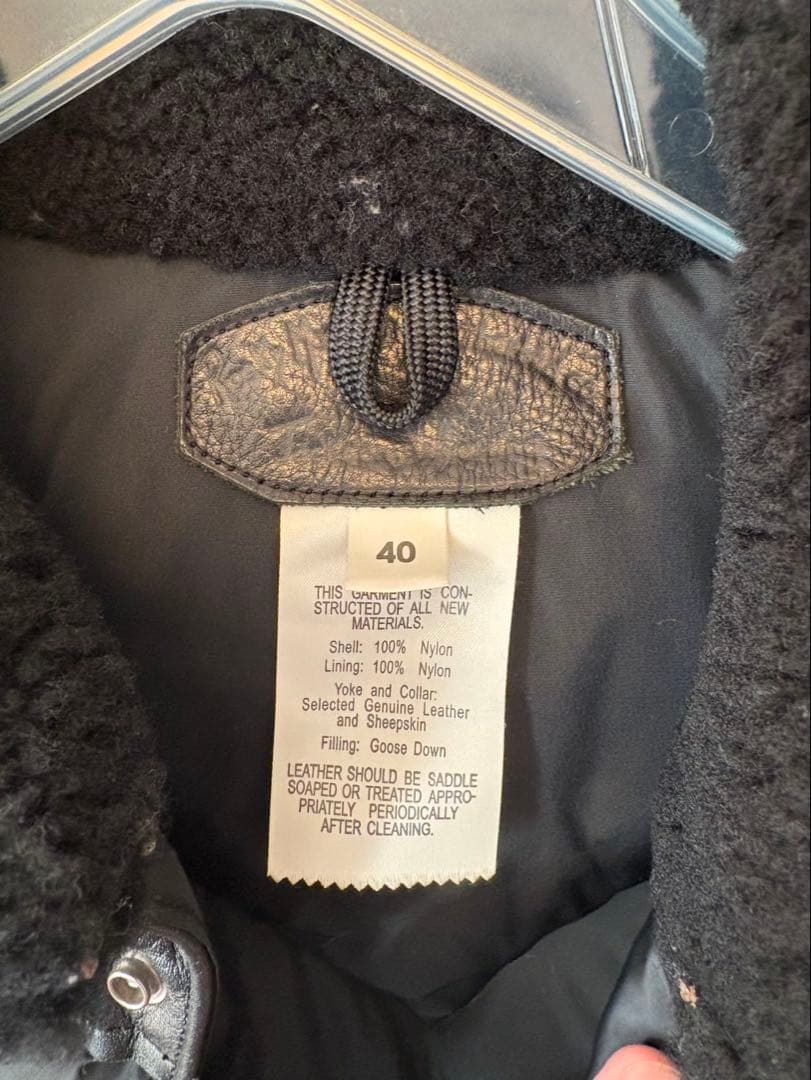 40
THIS GARMENT IS CON-
STRUCTED OF ALL NEW
MATERIALS.
Shell: 100% Nylon
Lining: 100% Nylon
Yoke and Collar:
Selected Genuine Leather
and Sheepskin
Filling: Goose Down
LEATHER SHOULD BE SADDLE
SOAPED OR TREATED APPRO-
PRIATELY PERIODICALLY
AFTER CLEANING.